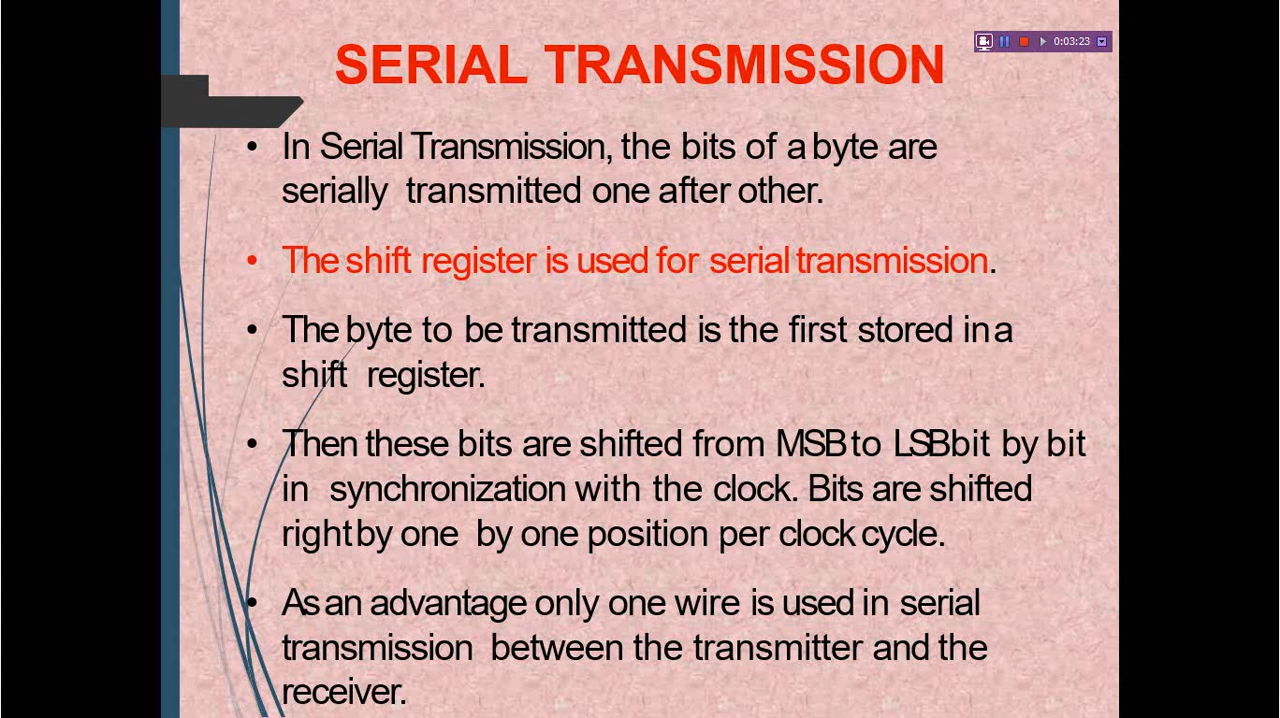 SERIAL TRANSMISSION
0:03:23
• In Serial Transmission, the bits of a byte are
serially transmitted one after other.
• The shift register is used for serial transmission.
• The byte to be transmitted is the first stored in a
shift register.
• Then these bits are shifted from MSB to LSB bit by bit
in synchronization with the clock. Bits are shifted
right by one by one position per clock cycle.
• As an advantage only one wire is used in serial
transmission between the transmitter and the
receiver.